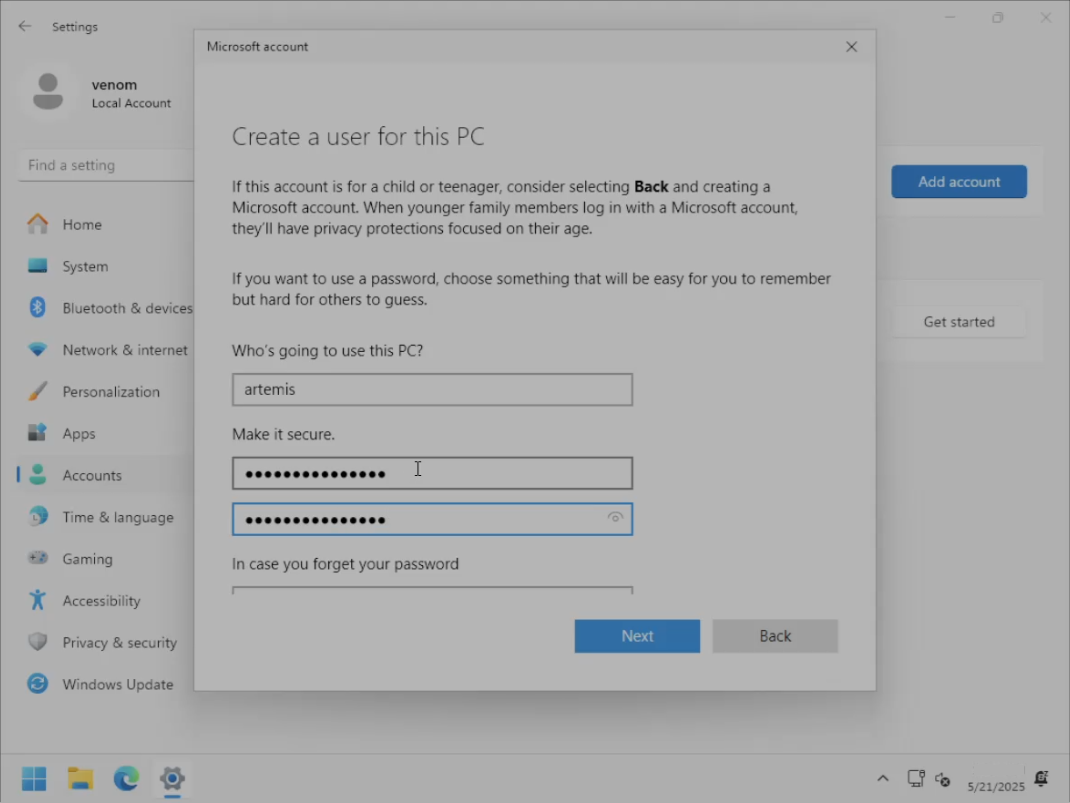 Settings
Microsoft account
venom
Local Account
Find a setting
Home
System
Bluetooth & devices
Network & internet
Personalization
Apps
Accounts
Time & language
Gaming
Accessibility
Privacy & security
Windows Update
Create a user for this PC
If this account is for a child or teenager, consider selecting Back and creating a
Microsoft account. When younger family members log in with a Microsoft account,
they'll have privacy protections focused on their age.
If you want to use a password, choose something that will be easy for you to remember
but hard for others to guess.
Who's going to use this PC?
artemis
Make it secure.
•••••••••••••••
•••••••••••••••
In case you forget your password
Next
Back
Add account
Get started
5/21/2025